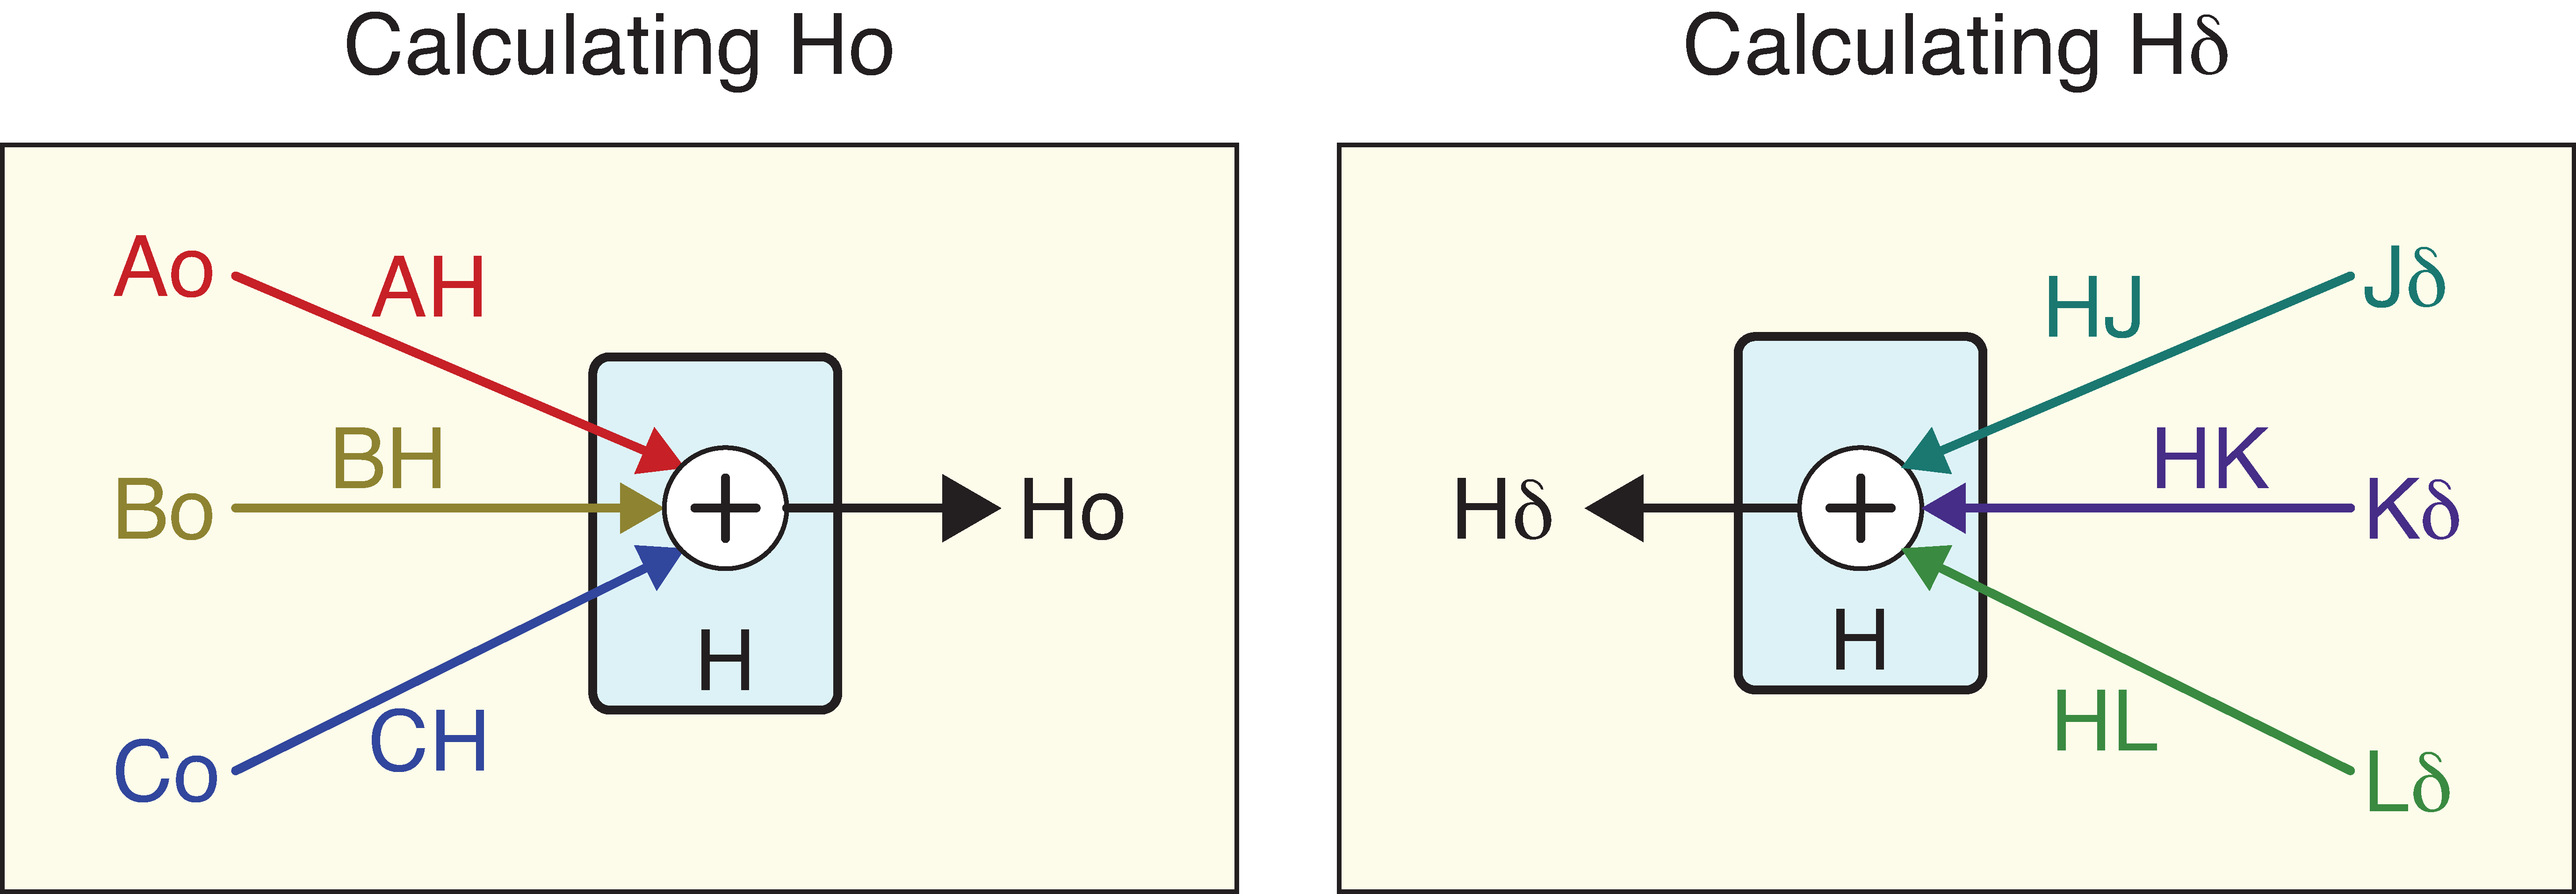 Calculating Ho
Ao
AH
BH
Bo
Ho
H
CH
Co
Calculating Hδ
Jδ
HJ
HK
Hδ
Kδ
H
HL
Lδ